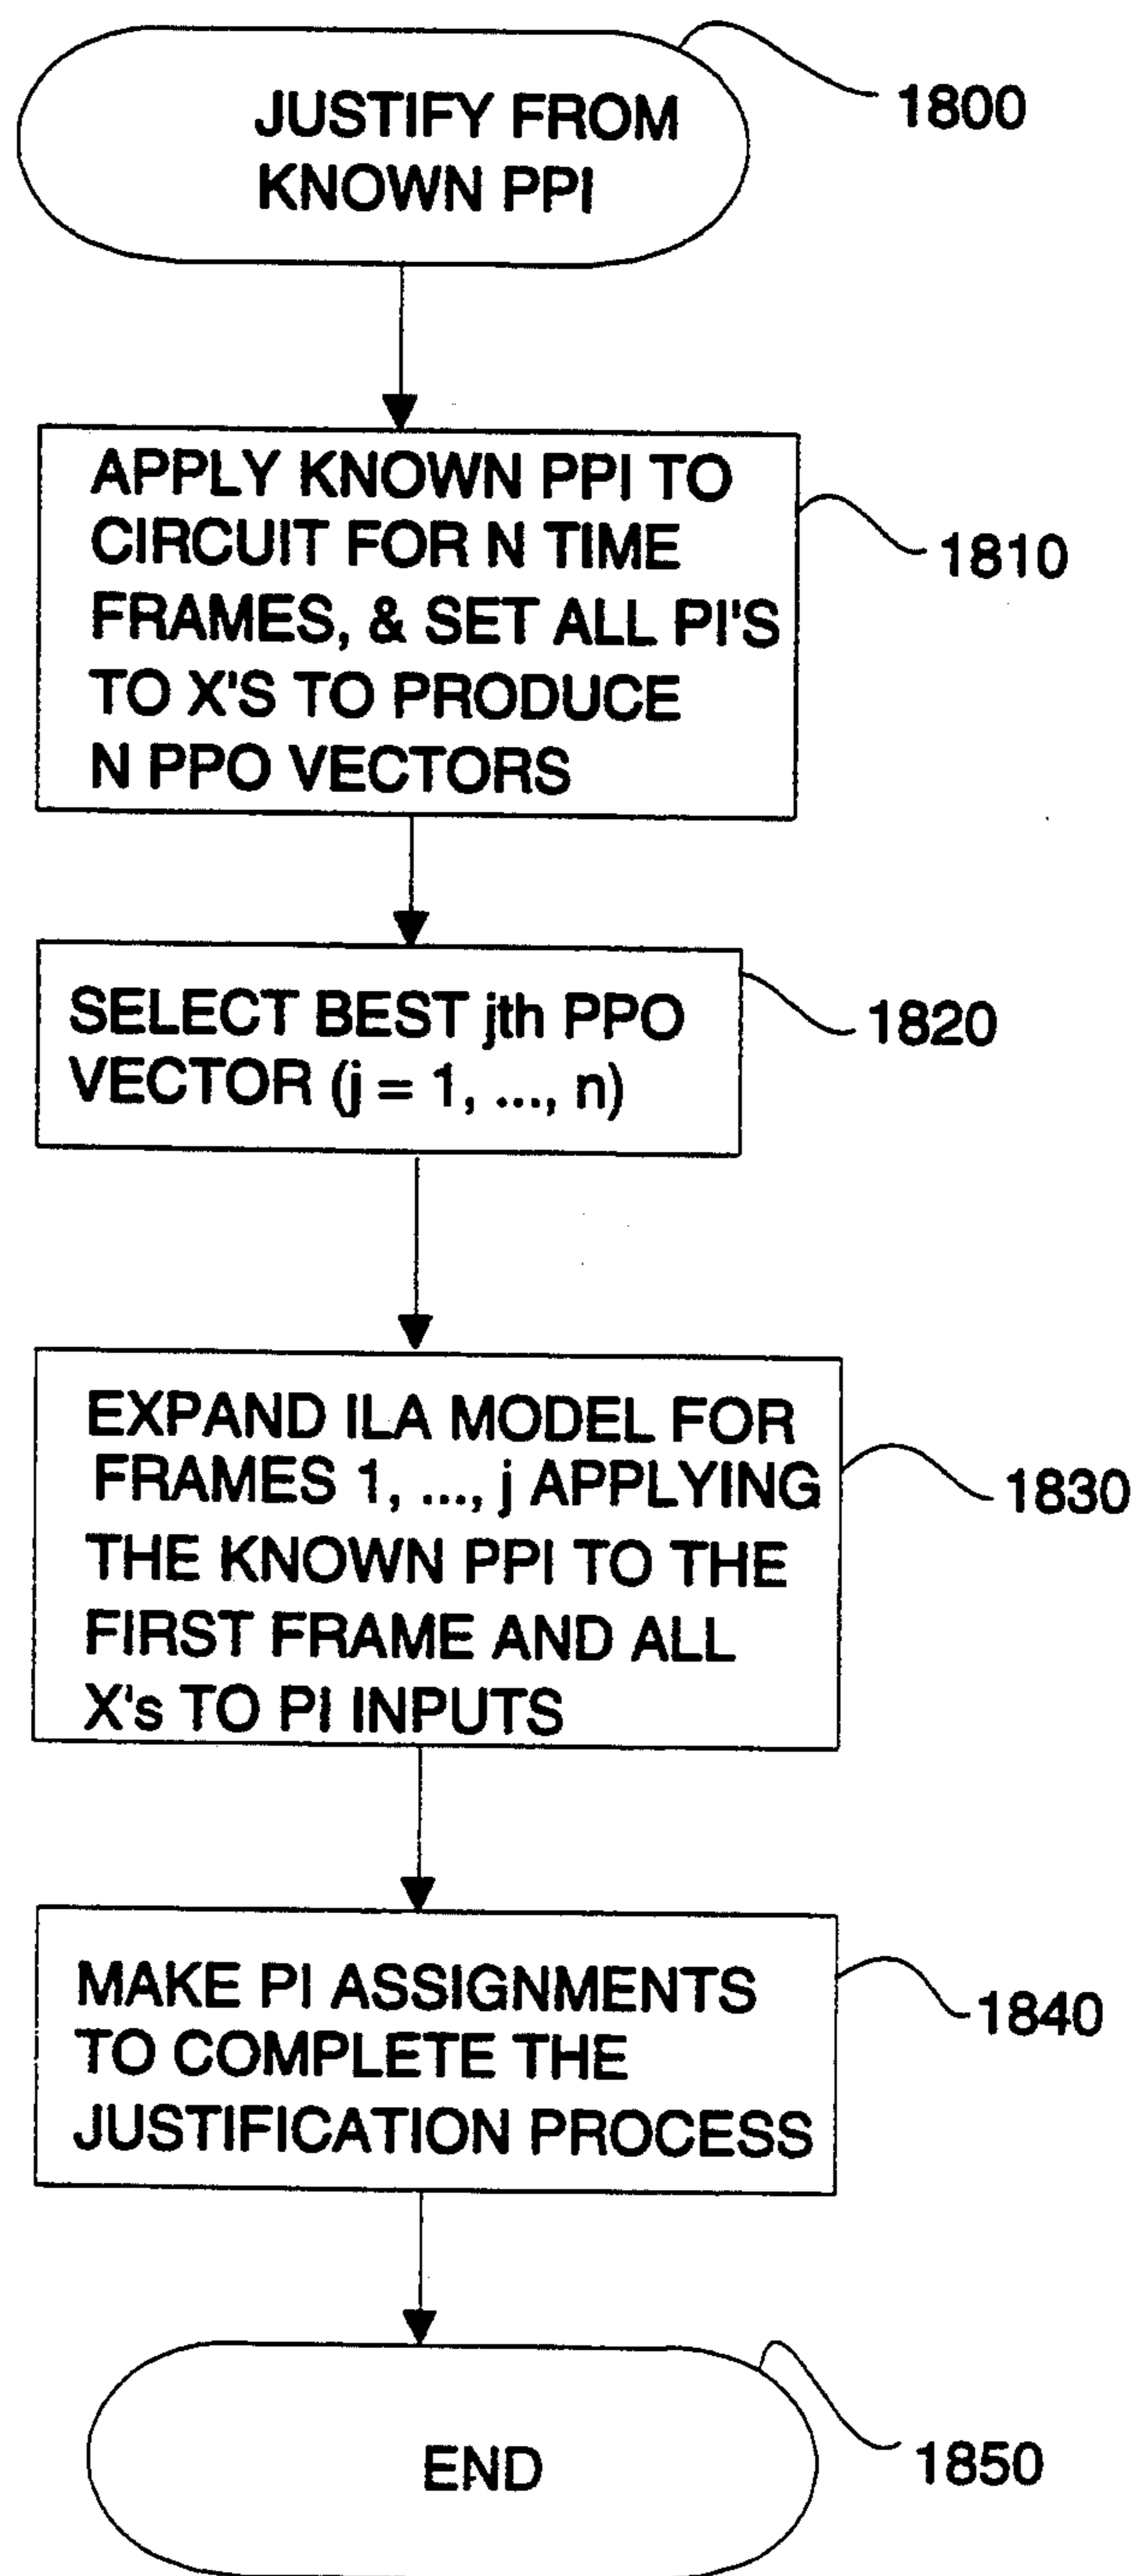 JUSTIFY FROM
KNOWN PPI
1800
APPLY KNOWN PPI TO
CIRCUIT FOR N TIME
FRAMES, & SET ALL PI'S
TO X'S TO PRODUCE
N PPO VECTORS
1810
SELECT BEST jth PPO
VECTOR (j = 1, ..., n)
1820
EXPAND ILA MODEL FOR
FRAMES 1, ..., j APPLYING
THE KNOWN PPI TO THE
FIRST FRAME AND ALL
X's TO PI INPUTS
1830
MAKE PI ASSIGNMENTS
TO COMPLETE THE
JUSTIFICATION PROCESS
1840
END
1850